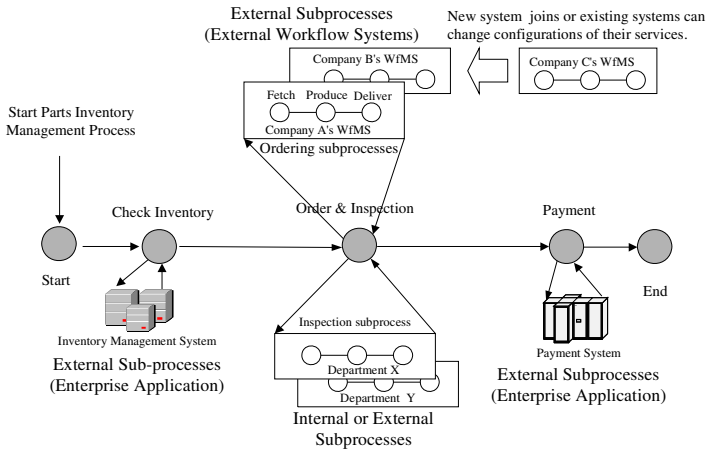 External Subprocesses
(External Workflow Systems)
New system joins or existing systems can
change configurations of their services.
Company B's WfMS
Company C's WfMS
Fetch Produce Deliver
Company A's WfMS
Ordering subprocesses
Start Parts Inventory
Management Process
Check Inventory
Order & Inspection
Payment
Start
End
Inventory Management System
External Sub-processes
(Enterprise Application)
Inspection subprocess
Department X
Department Y
Internal or External
Subprocesses
Payment System
External Subprocesses
(Enterprise Application)